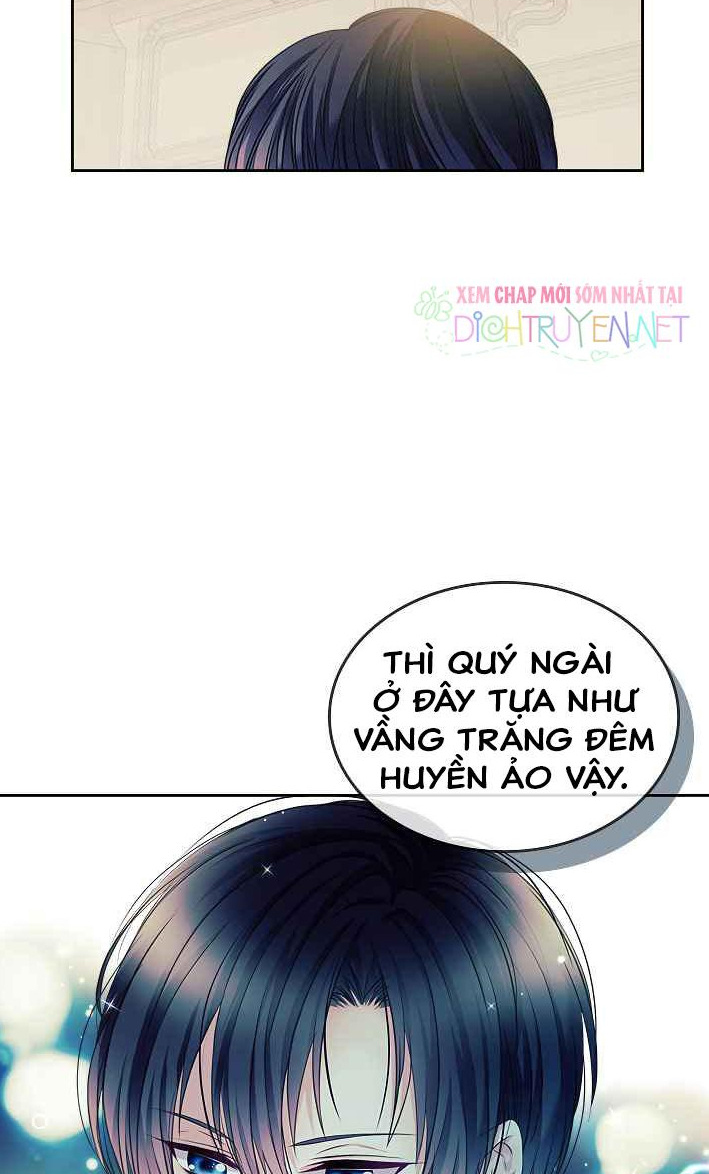 XEM CHAP MỚI SỚM NHẤT TẠI
DICHTRUYEN.NET
THÌ QUÝ NGÀI
Ở ĐÂY TỰA NHƯ
VẦNG TRĂNG ĐÊM
HUYỀN ẢO VẬY.